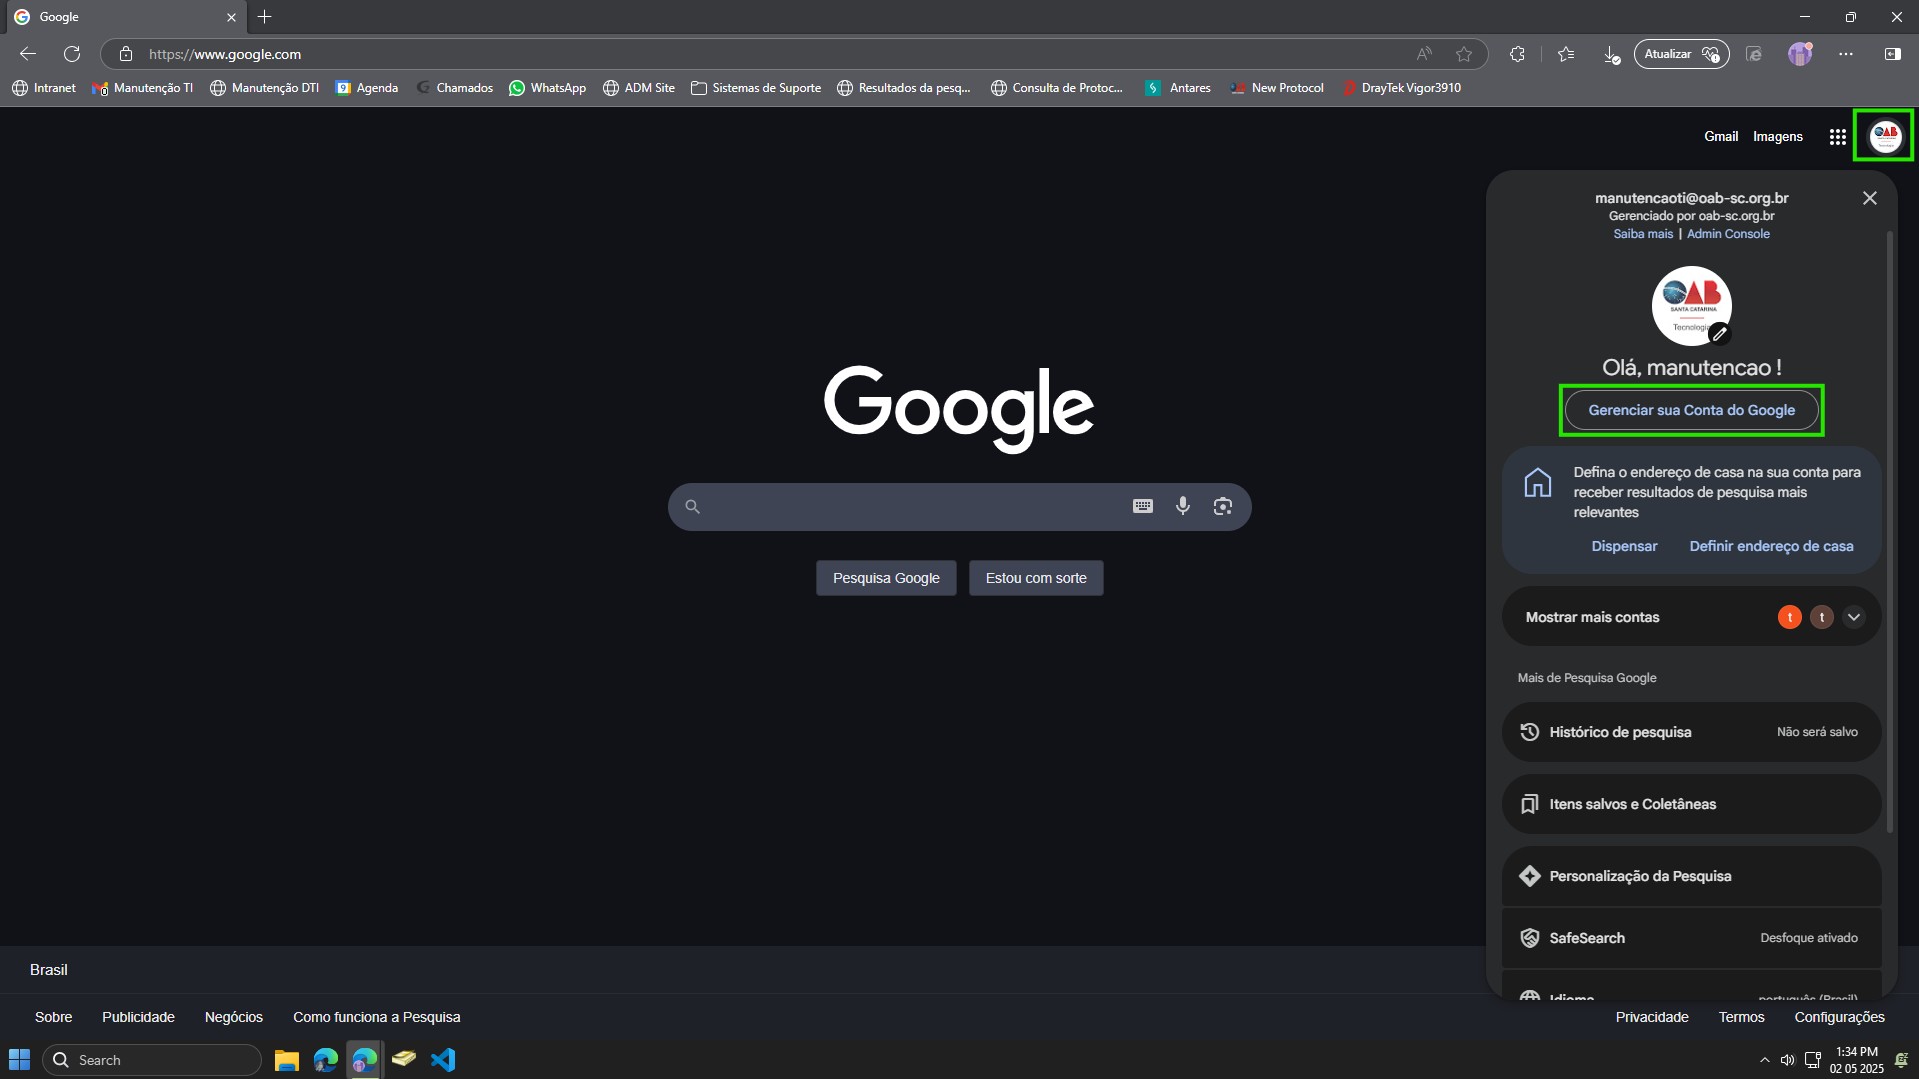 Google
https://www.google.com
Atualizar
Intranet
Manutenção TI
Manutenção DTI
Agenda
Chamados
WhatsApp
ADM Site
Sistemas de Suporte
Resultados da pesq...
Consulta de Protoc...
Antares
New Protocol
DrayTek Vigor3910
Gmail
Imagens
OAB
manutencaoti@oab-sc.org.br
Gerenciado por oab-sc.org.br
Saiba mais | Admin Console
OAB
SANTA CATARINA
Tecnologia
Olá, manutencao !
Gerenciar sua Conta do Google
Defina o endereço de casa na sua conta para
receber resultados de pesquisa mais
relevantes
Dispensar
Definir endereço de casa
Mostrar mais contas
t
t
Mais de Pesquisa Google
Histórico de pesquisa
Não será salvo
Itens salvos e Coletâneas
Personalização da Pesquisa
SafeSearch
Desfoque ativado
Idioma
português (Brasil)
Google
Pesquisa Google
Estou com sorte
Brasil
Sobre
Publicidade
Negócios
Como funciona a Pesquisa
Privacidade
Termos
Configurações
Search
1:34 PM
02 05 2025